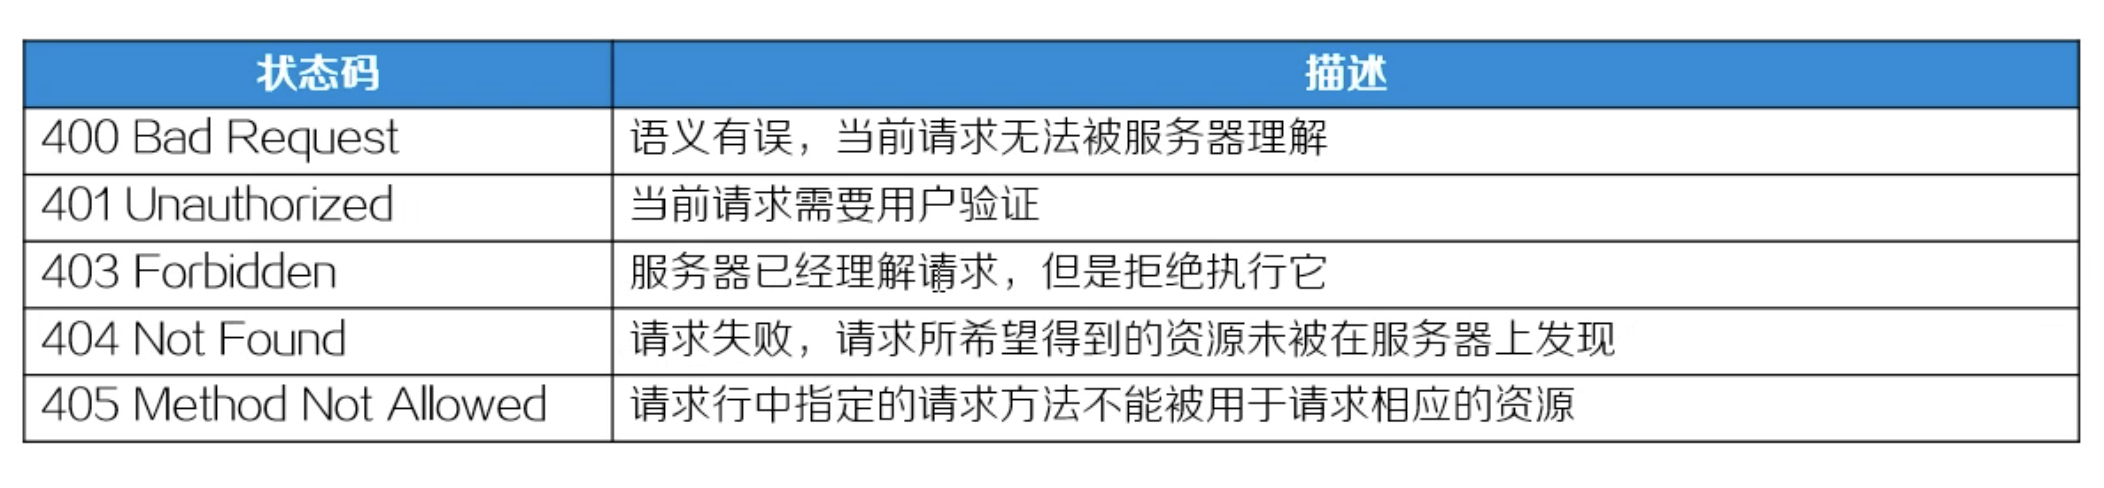 状态码 描述
400 Bad Request 语义有误，当前请求无法被服务器理解
401 Unauthorized 当前请求需要用户验证
403 Forbidden 服务器已经理解请求，但是拒绝执行它
404 Not Found 请求失败，请求所希望得到的资源未被在服务器上发现
405 Method Not Allowed 请求行中指定的请求方法不能被用于请求相应的资源